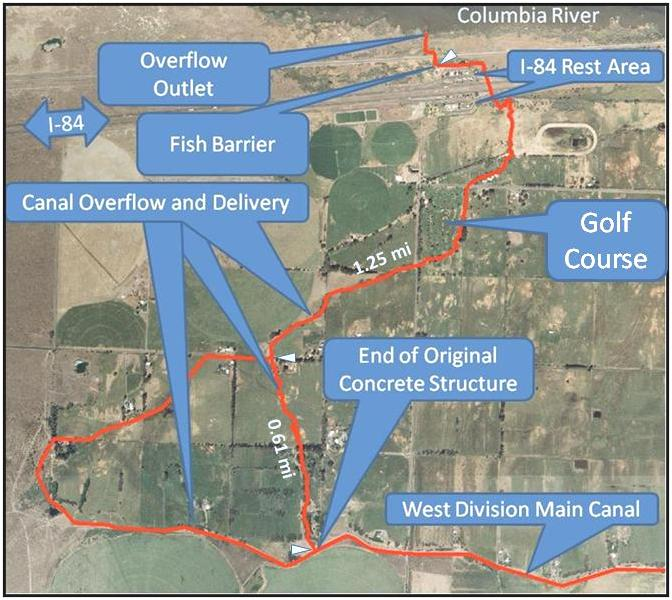 Columbia River
Overflow
Outlet
I-84 Rest Area
I-84
Fish Barrier
Canal Overflow and Delivery
Golf
Course
1.25 mi
End of Original
Concrete Structure
0.61 mi
West Division Main Canal